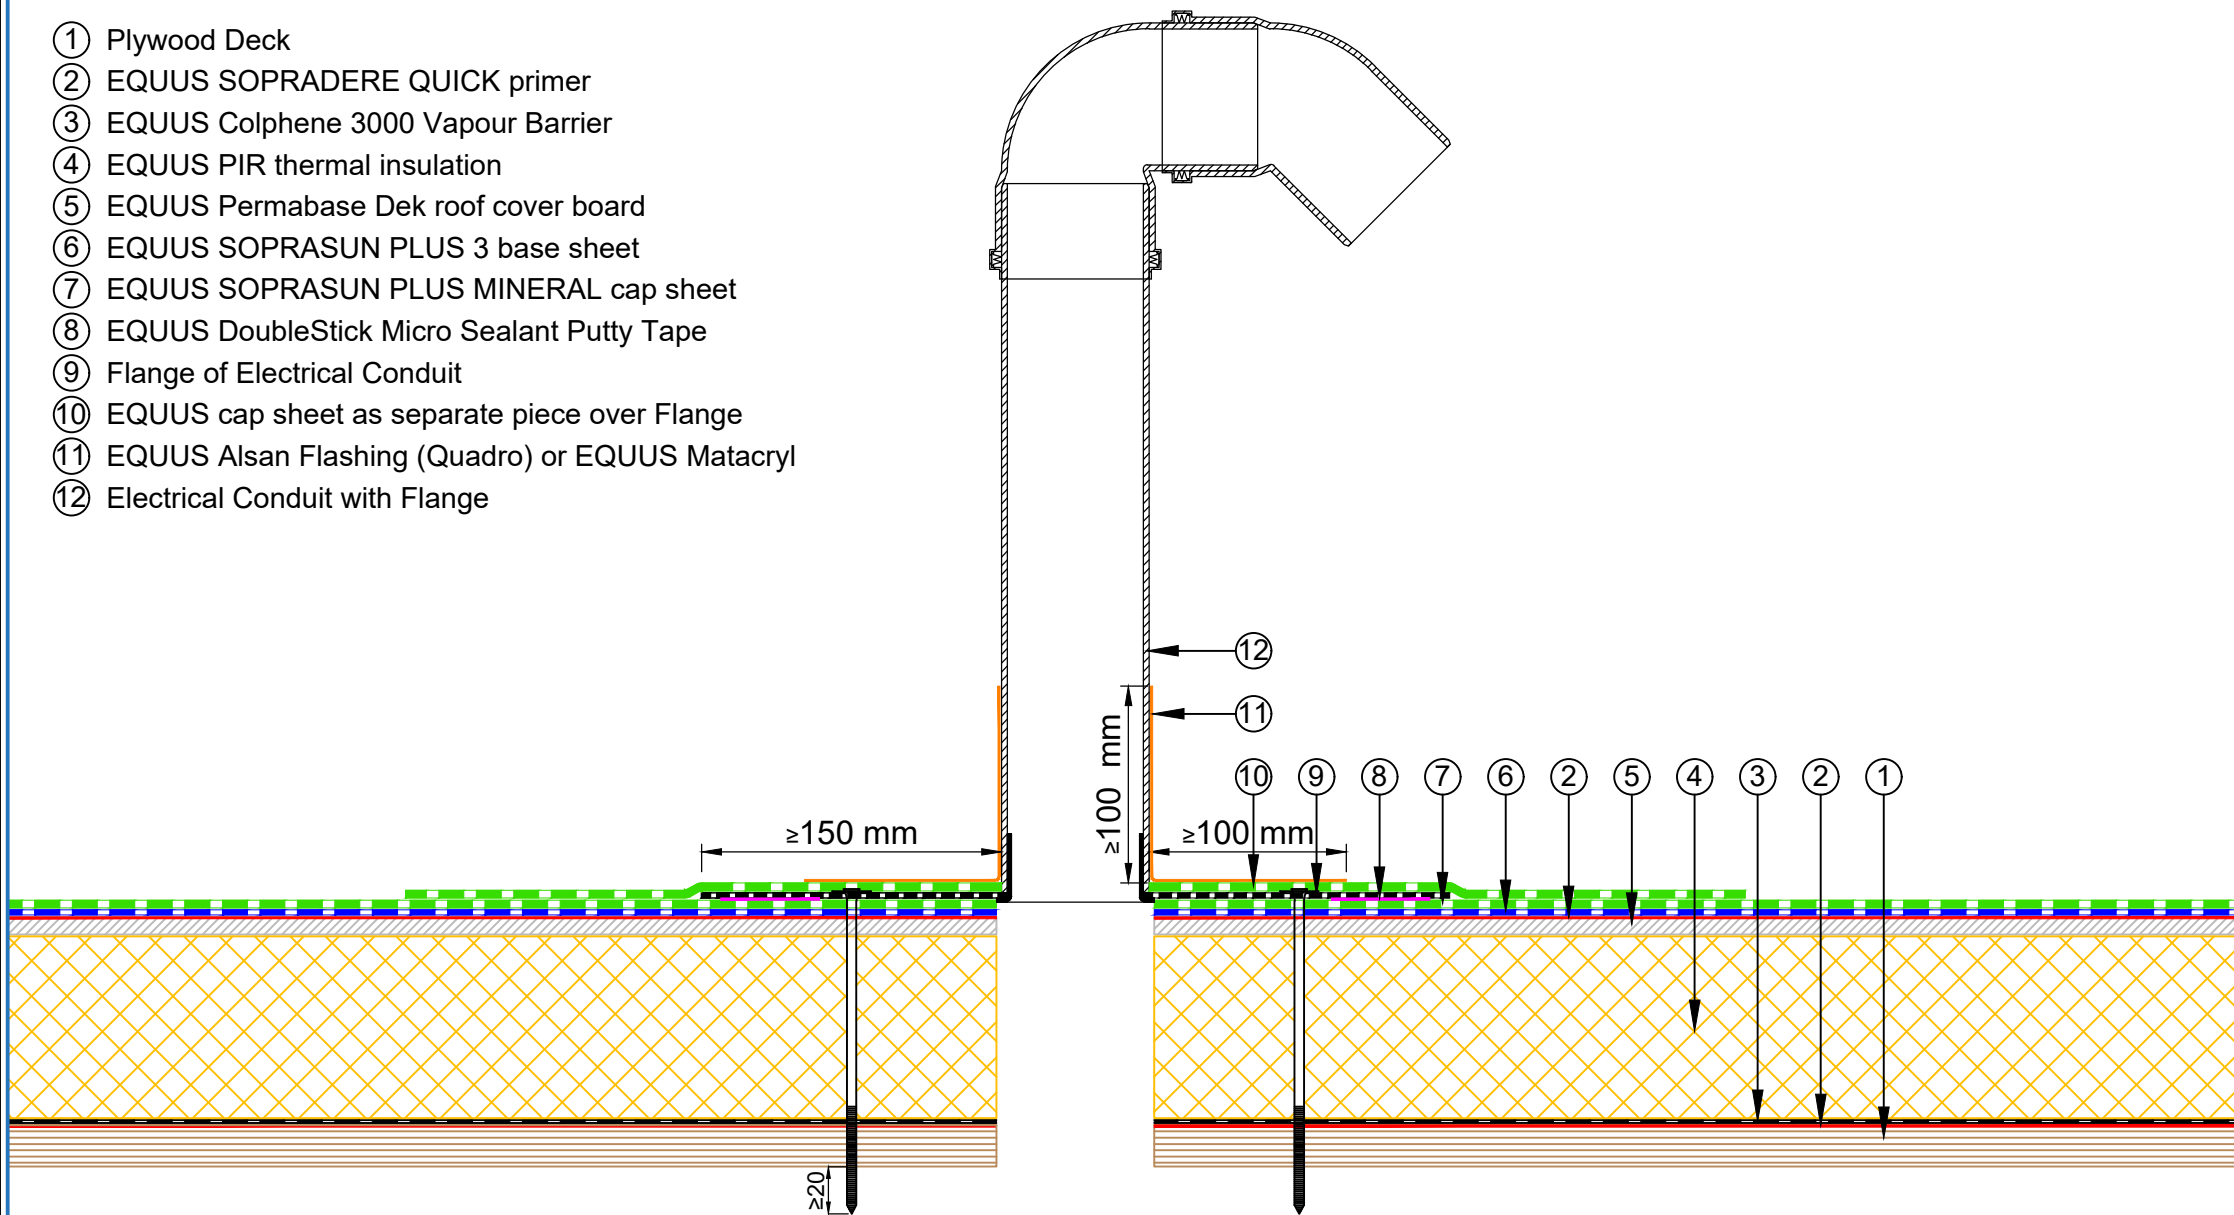 1 Plywood Deck
2 EQUUS SOPRADERE QUICK primer
3 EQUUS Colphene 3000 Vapour Barrier
4 EQUUS PIR thermal insulation
5 EQUUS Permabase Dek roof cover board
6 EQUUS SOPRASUN PLUS 3 base sheet
7 EQUUS SOPRASUN PLUS MINERAL cap sheet
8 EQUUS DoubleStick Micro Sealant Putty Tape
9 Flange of Electrical Conduit
10 EQUUS cap sheet as separate piece over Flange
11 EQUUS Alsan Flashing (Quadro) or EQUUS Matacryl
12 Electrical Conduit with Flange
12
11
10 9 8 7 6 2 5 4 3 2 1
≥150 mm
≥100 mm
≥100 mm
≥20